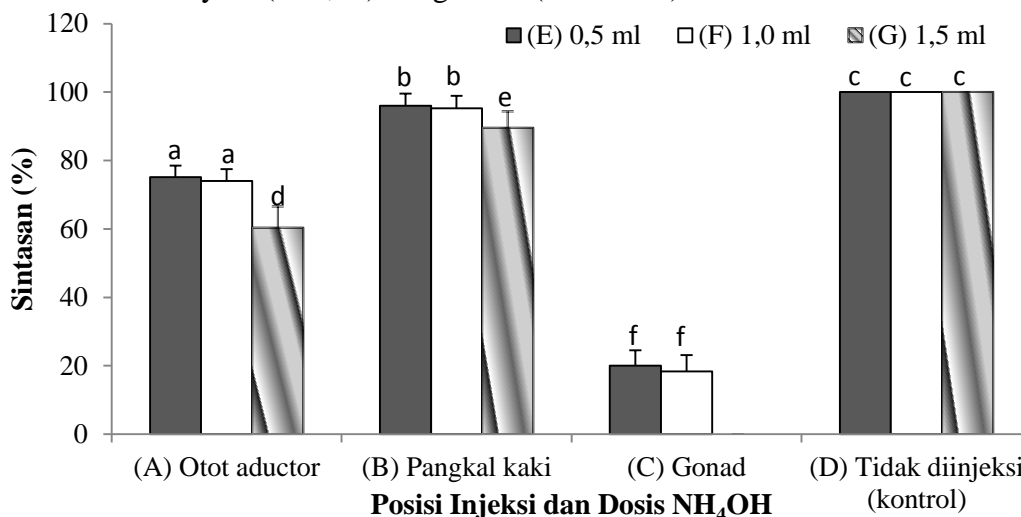 120
(E) 0,5 ml (F) 1,0 ml (G) 1,5 ml
b b c c c
100
e
a a
80
d
60
40
f f
20
0
Sintasan (%)
(A) Otot aductor (B) Pangkal kaki (C) Gonad (D) Tidak diinjeksi
(kontrol)
Posisi Injeksi dan Dosis NH₄OH